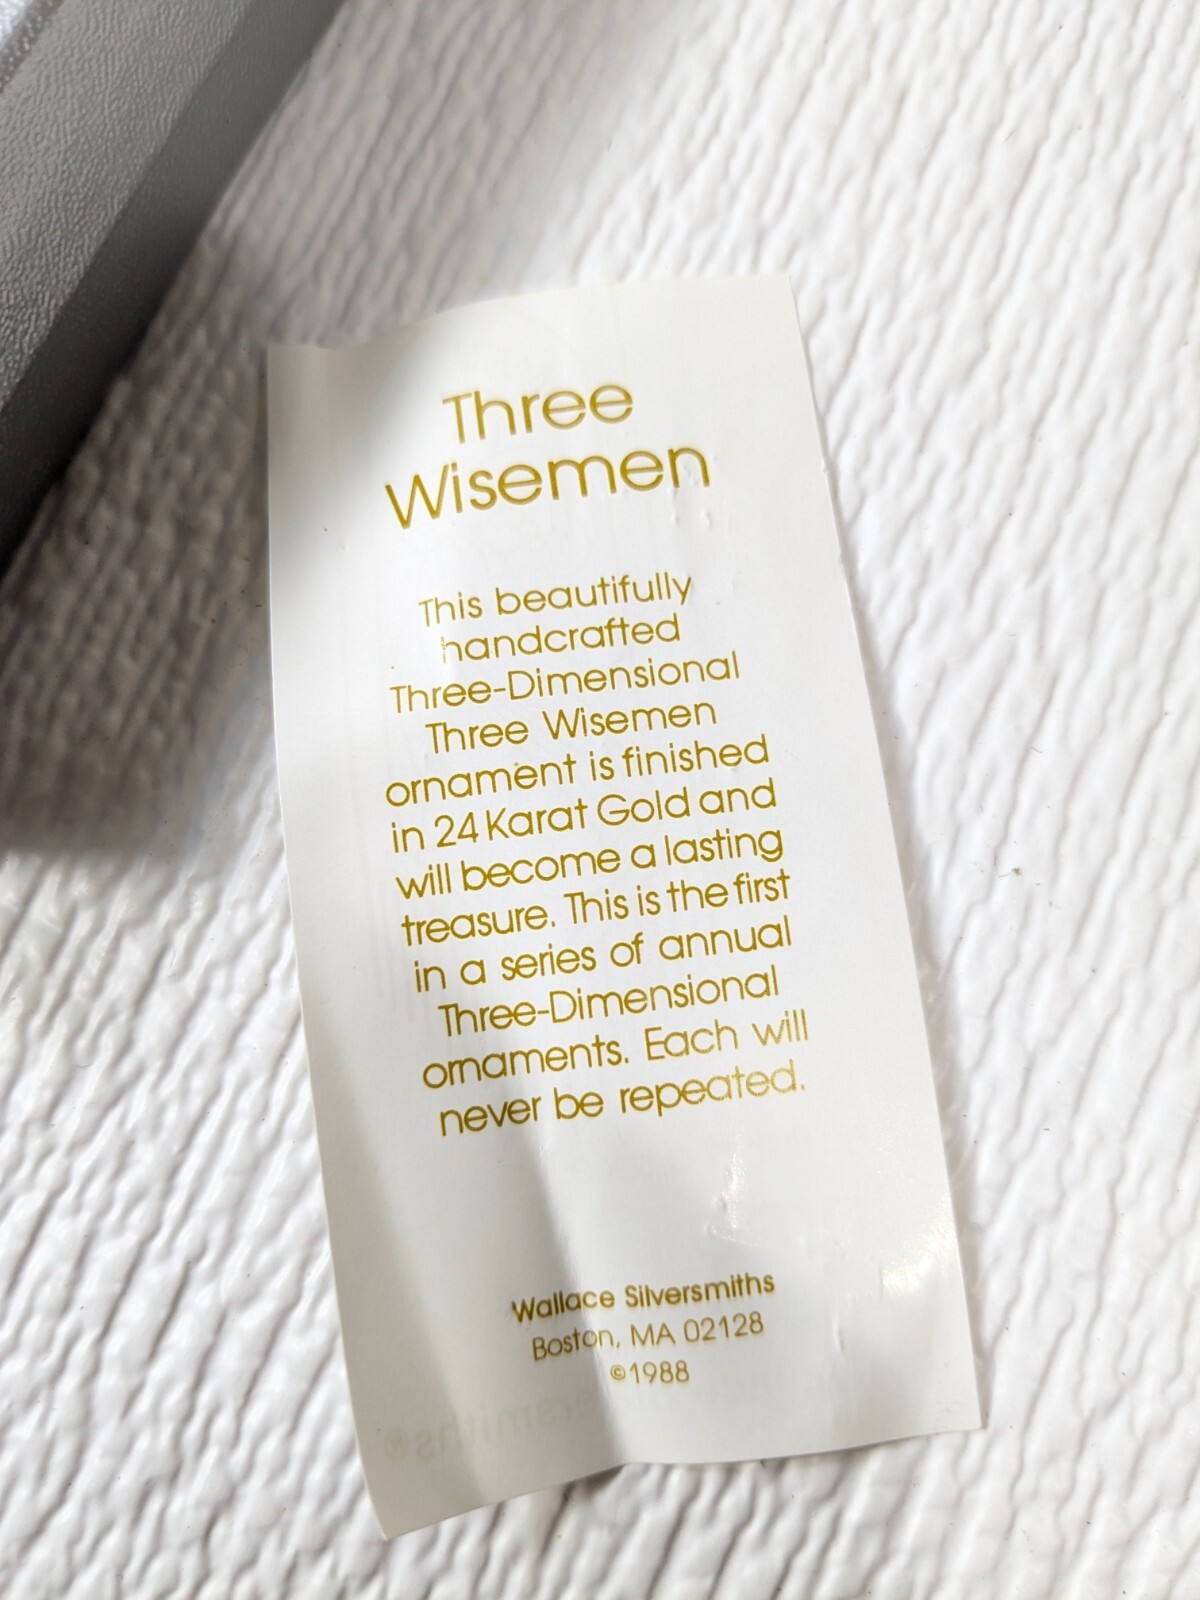 Three
Wisemen
This beautifully
handcrafted
Three-Dimensional
Three Wisemen
ornament is finished
in 24 Karat Gold and
will become a lasting
treasure. This is the first
in a series of annual
Three-Dimensional
ornaments. Each will
never be repeated.
Wallace Silversmiths
Boston, MA 02128
©1988